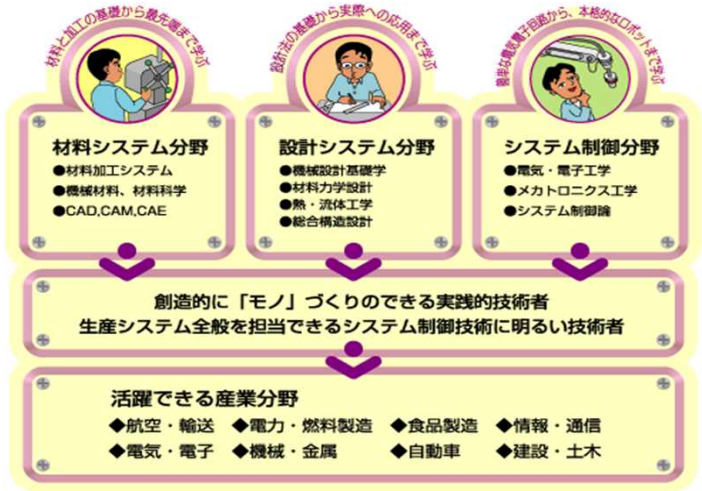 材料と加工の基礎から最先端まで学ぶ
設計法の基礎から実際への応用まで学ぶ
簡単な電気電子回路から、本格的なロボットまで学ぶ
材料システム分野
●材料加工システム
●機械材料、材料科学
●CAD,CAM,CAE
設計システム分野
●機械設計基礎学
●材料力学設計
●熱・流体工学
●総合構造設計
システム制御分野
●電気・電子工学
●メカトロニクス工学
●システム制御論
創造的に「モノ」づくりのできる実践的技術者
生産システム全般を担当できるシステム制御技術に明るい技術者
活躍できる産業分野
◆航空・輸送 ◆電力・燃料製造 ◆食品製造 ◆情報・通信
◆電気・電子 ◆機械・金属 ◆自動車 ◆建設・土木